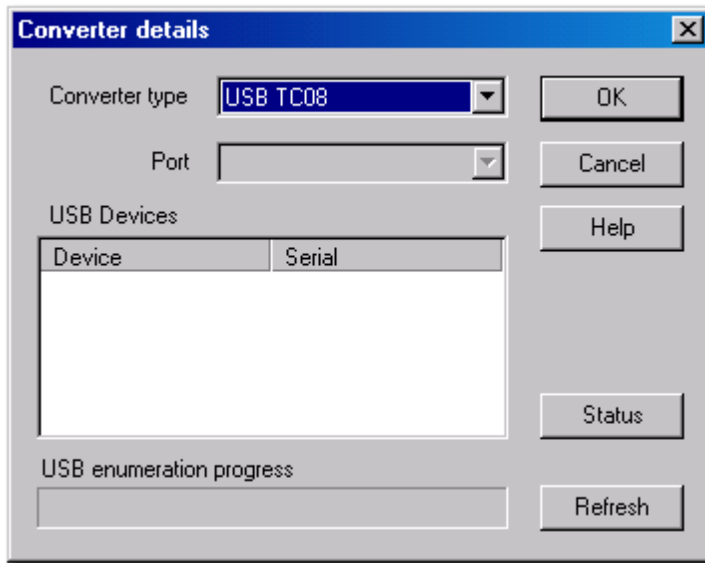 Converter details
Converter type USB TC08 OK
Port Cancel
USB Devices Help
Device Serial
Status
USB enumeration progress
Refresh